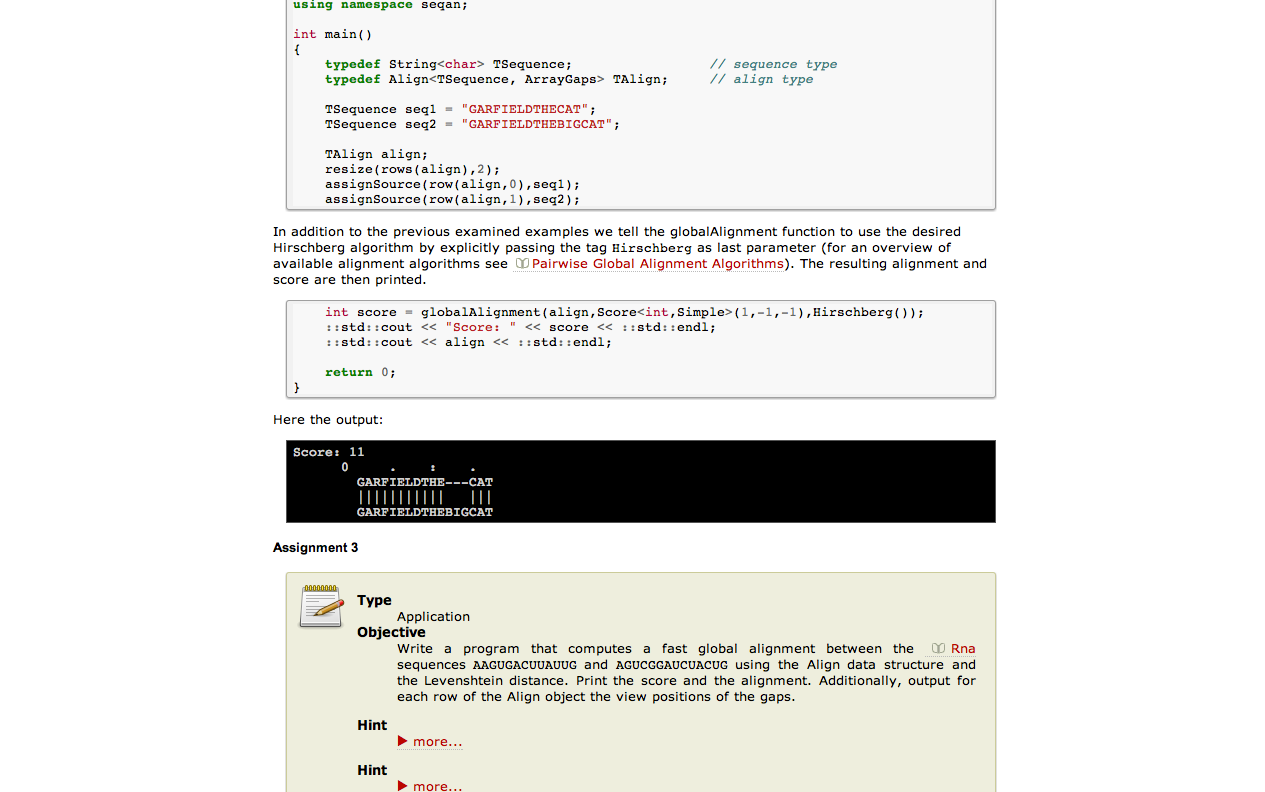 using namespace seqan;
int main()
{
    typedef String<char> TSequence;                 // sequence type
    typedef Align<TSequence, ArrayGaps> TAlign;     // align type
    TSequence seq1 = "GARFIELDTHECAT";
    TSequence seq2 = "GARFIELDTHEBIGCAT";
    TAlign align;
    resize(rows(align),2);
    assignSource(row(align,0),seq1);
    assignSource(row(align,1),seq2);
In addition to the previous examined examples we tell the globalAlignment function to use the desired
Hirschberg algorithm by explicitly passing the tag Hirschberg as last parameter (for an overview of
available alignment algorithms see Pairwise Global Alignment Algorithms). The resulting alignment and
score are then printed.
    int score = globalAlignment(align,Score<int,Simple>(1,-1,-1),Hirschberg());
    ::std::cout << "Score: " << score << ::std::endl;
    ::std::cout << align << ::std::endl;
    return 0;
}
Here the output:
Score: 11
      0     .    :    .
        GARFIELDTHE---CAT
        |||||||||||   |||
        GARFIELDTHEBIGCAT
Assignment 3
Type
Application
Objective
Write a program that computes a fast global alignment between the Rna
sequences AAGUGACUUAUUG and AGUCGGAUCUACUG using the Align data structure and
the Levenshtein distance. Print the score and the alignment. Additionally, output for
each row of the Align object the view positions of the gaps.
Hint
more...
Hint
more...